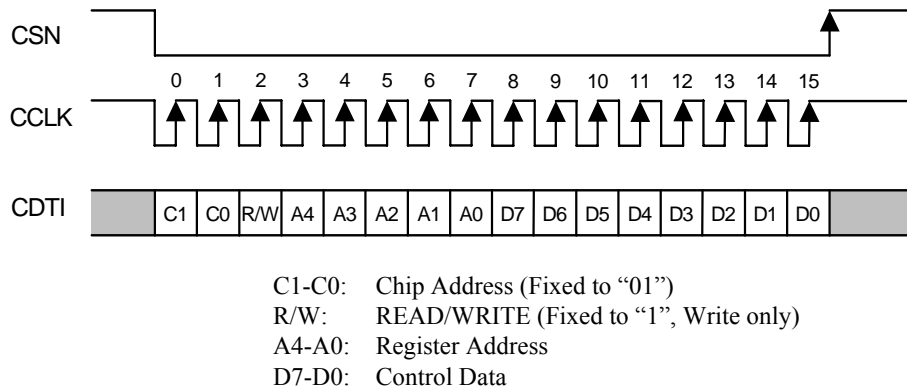 CSN
0 1 2 3 4 5 6 7 8 9 10 11 12 13 14 15
CCLK
CDTI C1 C0 R/W A4 A3 A2 A1 A0 D7 D6 D5 D4 D3 D2 D1 D0
C1-C0: Chip Address (Fixed to “01”)
R/W: READ/WRITE (Fixed to “1”, Write only)
A4-A0: Register Address
D7-D0: Control Data